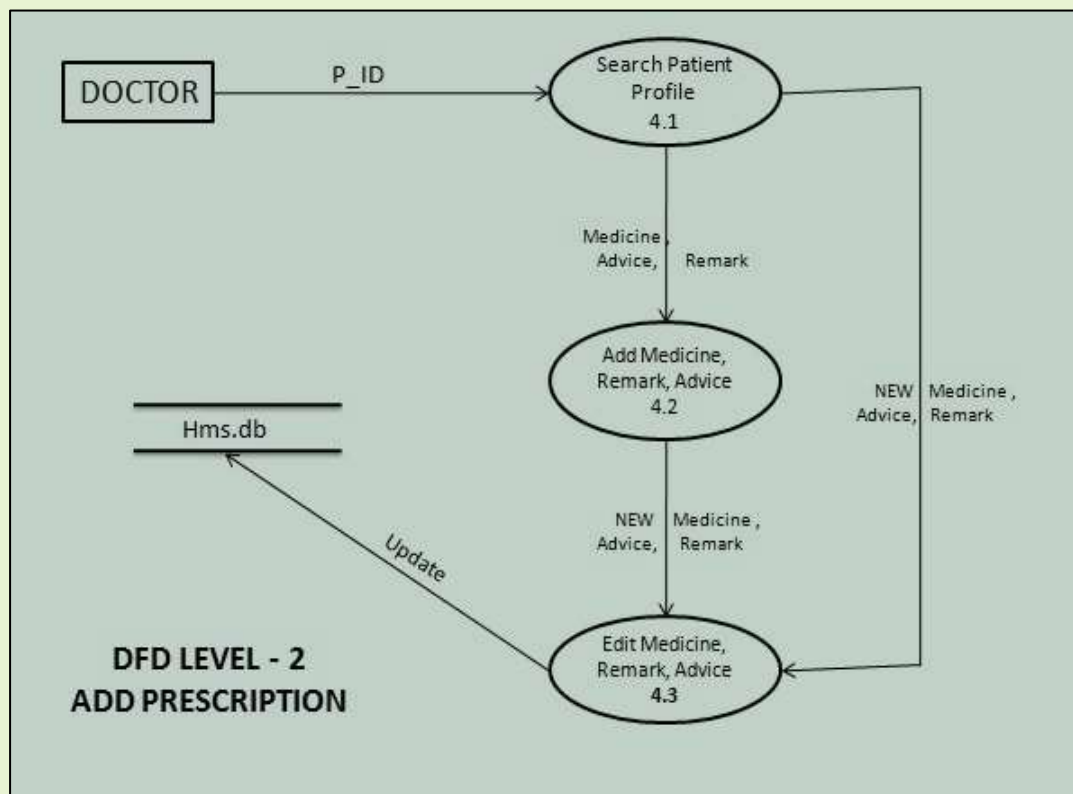 DOCTOR
P_ID
Search Patient
Profile
4.1
Medicine ,
Advice, Remark
Add Medicine,
Remark, Advice
4.2
NEW Medicine ,
Advice, Remark
Hms.db
NEW Medicine ,
Advice, Remark
Update
Edit Medicine,
Remark, Advice
4.3
DFD LEVEL - 2
ADD PRESCRIPTION